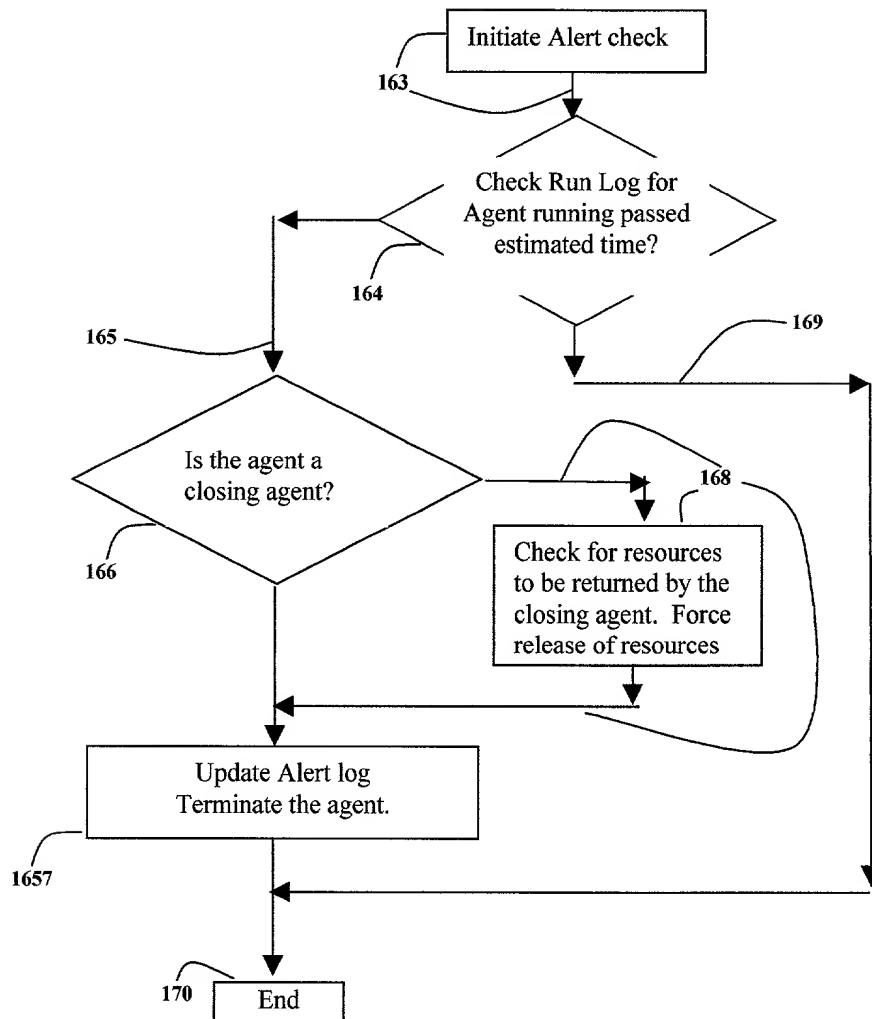 Initiate Alert check
163
Check Run Log for
Agent running passed
estimated time?
164
165
169
Is the agent a
closing agent?
166
168
Check for resources
to be returned by the
closing agent. Force
release of resources
Update Alert log
Terminate the agent.
1657
170
End